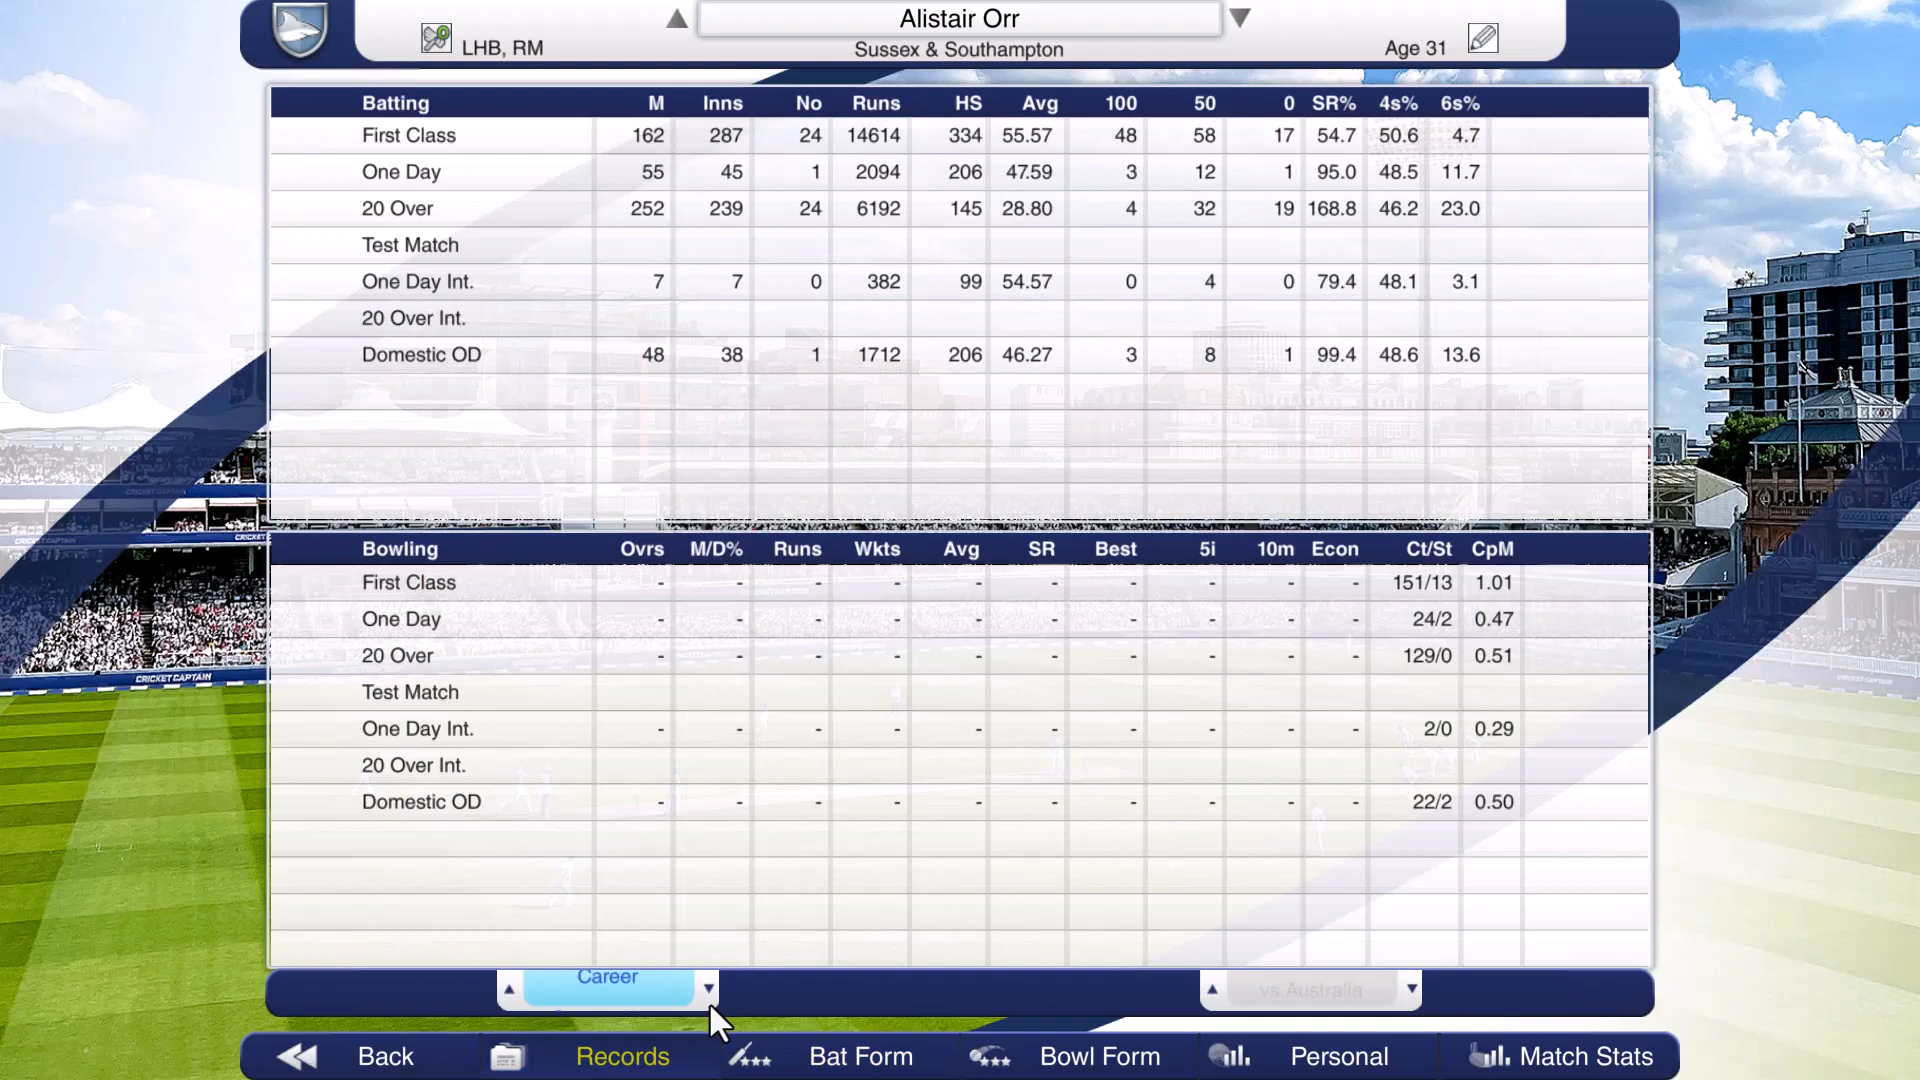 Alistair Orr
LHB, RM
Sussex & Southampton
Age 31
Batting M Inns No Runs HS Avg 100 50 0 SR% 4s% 6s%
First Class 162 287 24 14614 334 55.57 48 58 17 54.7 50.6 4.7
One Day 55 45 1 2094 206 47.59 3 12 1 95.0 48.5 11.7
20 Over 252 239 24 6192 145 28.80 4 32 19 168.8 46.2 23.0
Test Match
One Day Int. 7 7 0 382 99 54.57 0 4 0 79.4 48.1 3.1
20 Over Int.
Domestic OD 48 38 1 1712 206 46.27 3 8 1 99.4 48.6 13.6
Bowling Ovrs M/D% Runs Wkts Avg SR Best 5i 10m Econ Ct/St CpM
First Class - - - - - - - - - - 151/13 1.01
One Day - - - - - - - - - - 24/2 0.47
20 Over - - - - - - - - - - 129/0 0.51
Test Match
One Day Int. - - - - - - - - - - 2/0 0.29
20 Over Int.
Domestic OD - - - - - - - - - - 22/2 0.50
CRICKET CAPTAIN
Career
vs Australia
Back Records Bat Form Bowl Form Personal Match Stats